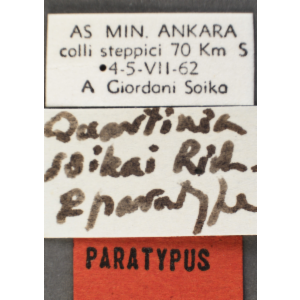 AS MIN. ANKARA
colli steppici 70 Km S
•4-5-VII-62
A Giordani Soika
Quartinia
soikai Rich.
♀ paratype
PARATYPUS